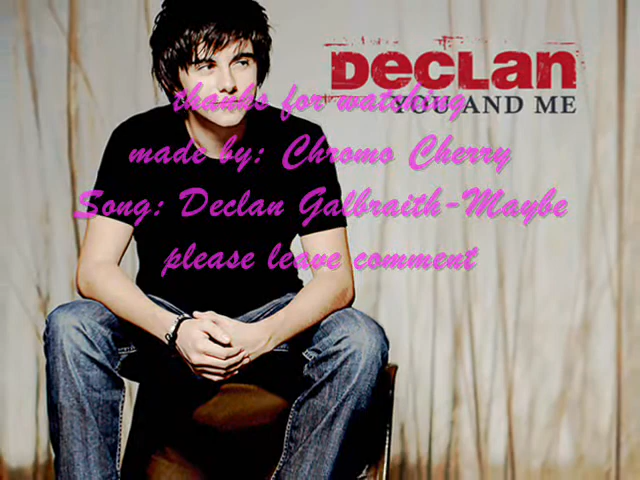 DECLAN
YOU AND ME
thanks for watching
made by: Chromo Cherry
Song: Declan Galbraith-Maybe
please leave comment